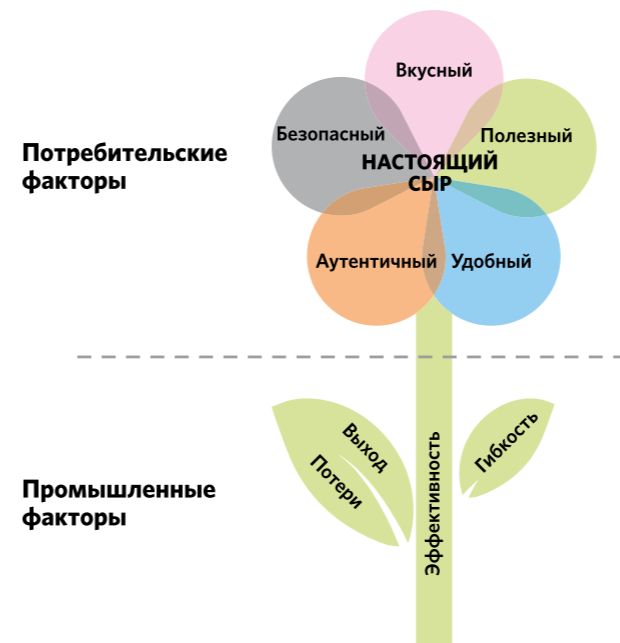 Вкусный
Безопасный
Полезный
Потребительские
факторы
НАСТОЯЩИЙ
СЫР
Аутентичный
Удобный
Выход
Потери
Эффективность
Гибкость
Промышленные
факторы